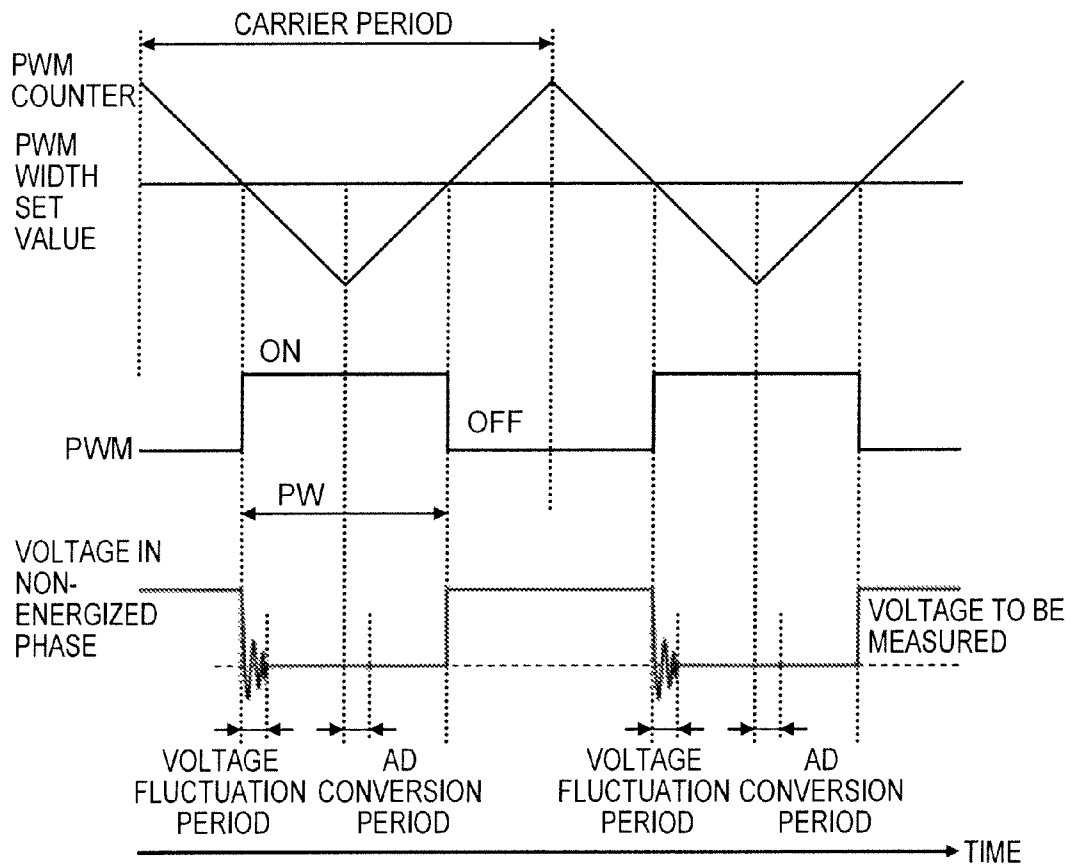 CARRIER PERIOD
PWM
COUNTER
PWM
WIDTH
SET
VALUE
ON
OFF
PWM
PW
VOLTAGE IN
NON-
ENERGIZED
PHASE
VOLTAGE TO BE
MEASURED
VOLTAGE
FLUCTUATION
PERIOD
AD
CONVERSION
PERIOD
VOLTAGE
FLUCTUATION
PERIOD
AD
CONVERSION
PERIOD
TIME